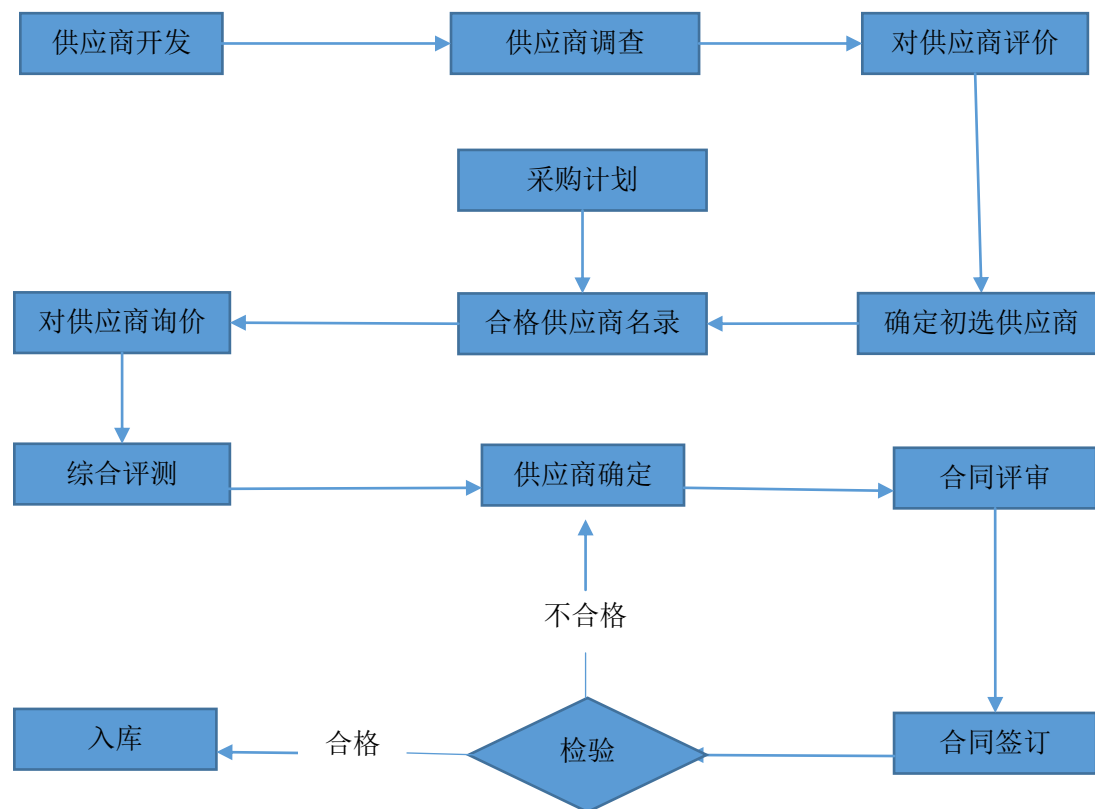 供应商开发
供应商调查
对供应商评价
采购计划
对供应商询价
合格供应商名录
确定初选供应商
综合评测
供应商确定
合同评审
不合格
入库
合格
检验
合同签订